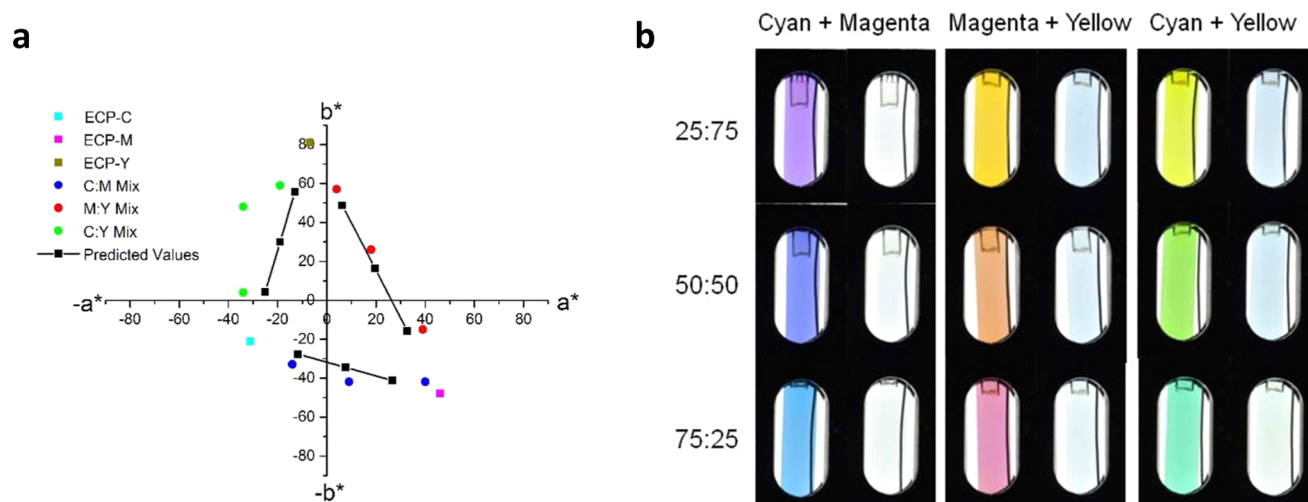 a
b*
ECP-C
ECP-M
ECP-Y
C:M Mix
M:Y Mix
C:Y Mix
Predicted Values
80
60
40
20
0
-20
-40
-60
-80
-a*
-80 -60 -40 -20 0 20 40 60 80
a*
-b*
b
Cyan + Magenta Magenta + Yellow Cyan + Yellow
25:75
50:50
75:25